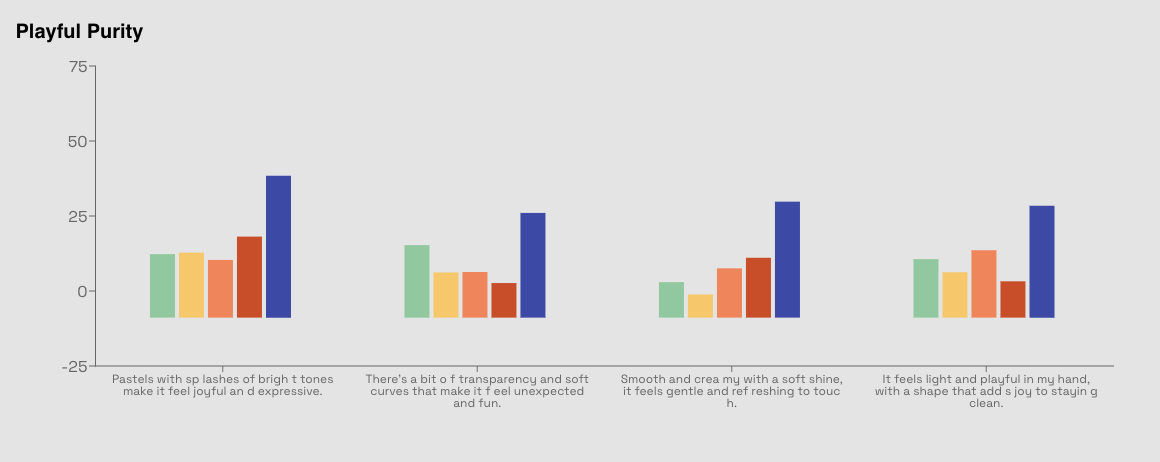 Playful Purity
75
50
25
0
-25
Pastels with sp lashes of brigh t tones
make it feel joyful an d expressive.
There's a bit o f transparency and soft
curves that make it f eel unexpected
and fun.
Smooth and crea my with a soft shine,
it feels gentle and ref reshing to touc
h.
It feels light and playful in my hand,
with a shape that add s joy to stayin g
clean.